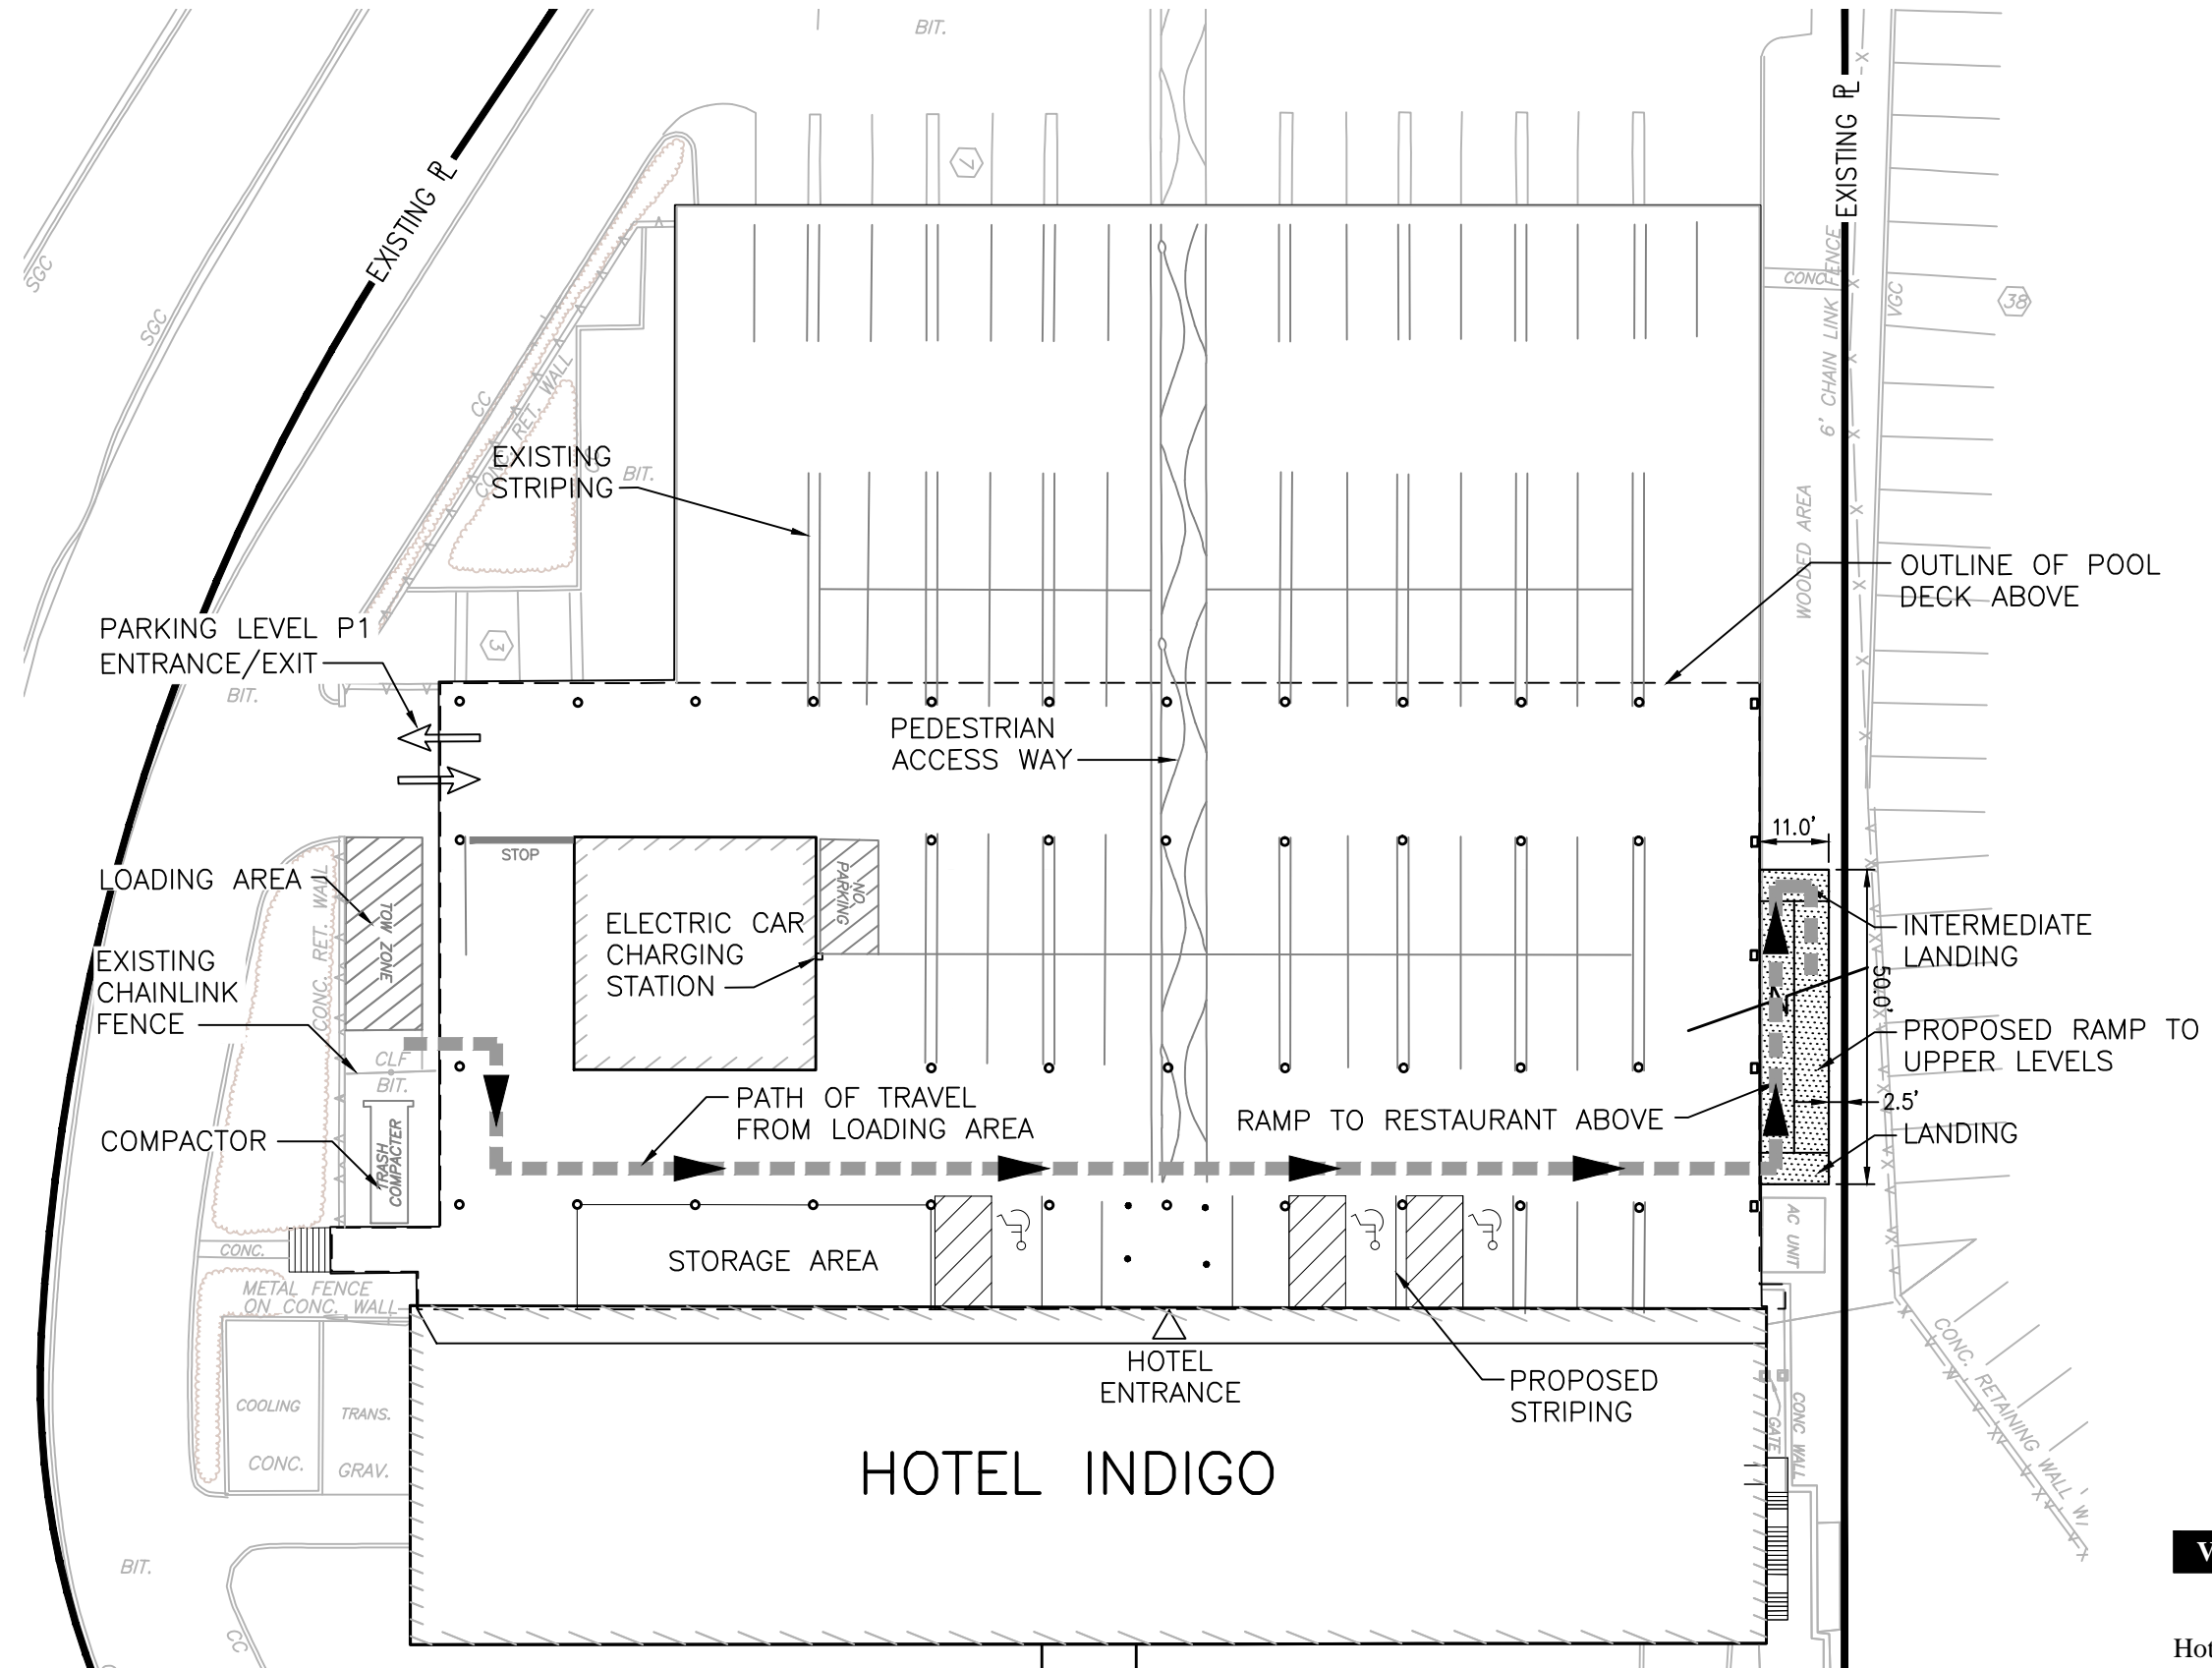 BIT.
EXISTING PL
EXISTING PL
7
SGC
SGC
CC
CONC. RET. WALL
CONC.
6' CHAIN LINK FENCE
VGC
38
EXISTING
STRIPING
BIT.
WOODED AREA
OUTLINE OF POOL
DECK ABOVE
PARKING LEVEL P1
ENTRANCE/EXIT
3
BIT.
PEDESTRIAN
ACCESS WAY
11.0'
STOP
LOADING AREA
CONC. RET. WALL
TOW ZONE
NO
PARKING
ELECTRIC CAR
CHARGING
STATION
INTERMEDIATE
LANDING
EXISTING
CHAINLINK
FENCE
50.0'
PROPOSED RAMP TO
UPPER LEVELS
CLF
BIT.
PATH OF TRAVEL
FROM LOADING AREA
RAMP TO RESTAURANT ABOVE
2.5'
LANDING
COMPACTOR
TRASH
COMPACTER
AC UNIT
CONC.
STORAGE AREA
METAL FENCE
ON CONC. WALL
HOTEL
ENTRANCE
PROPOSED
STRIPING
CONC. RETAINING WALL W
COOLING
TRANS.
CONC WALL
GATE
CONC.
GRAV.
HOTEL INDIGO
BIT.
CC
V
Hot